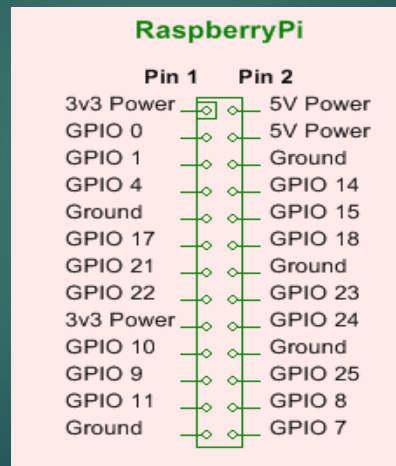 RaspberryPi
Pin 1 Pin 2
3v3 Power 5V Power
GPIO 0 5V Power
GPIO 1 Ground
GPIO 4 GPIO 14
Ground GPIO 15
GPIO 17 GPIO 18
GPIO 21 Ground
GPIO 22 GPIO 23
3v3 Power GPIO 24
GPIO 10 Ground
GPIO 9 GPIO 25
GPIO 11 GPIO 8
Ground GPIO 7